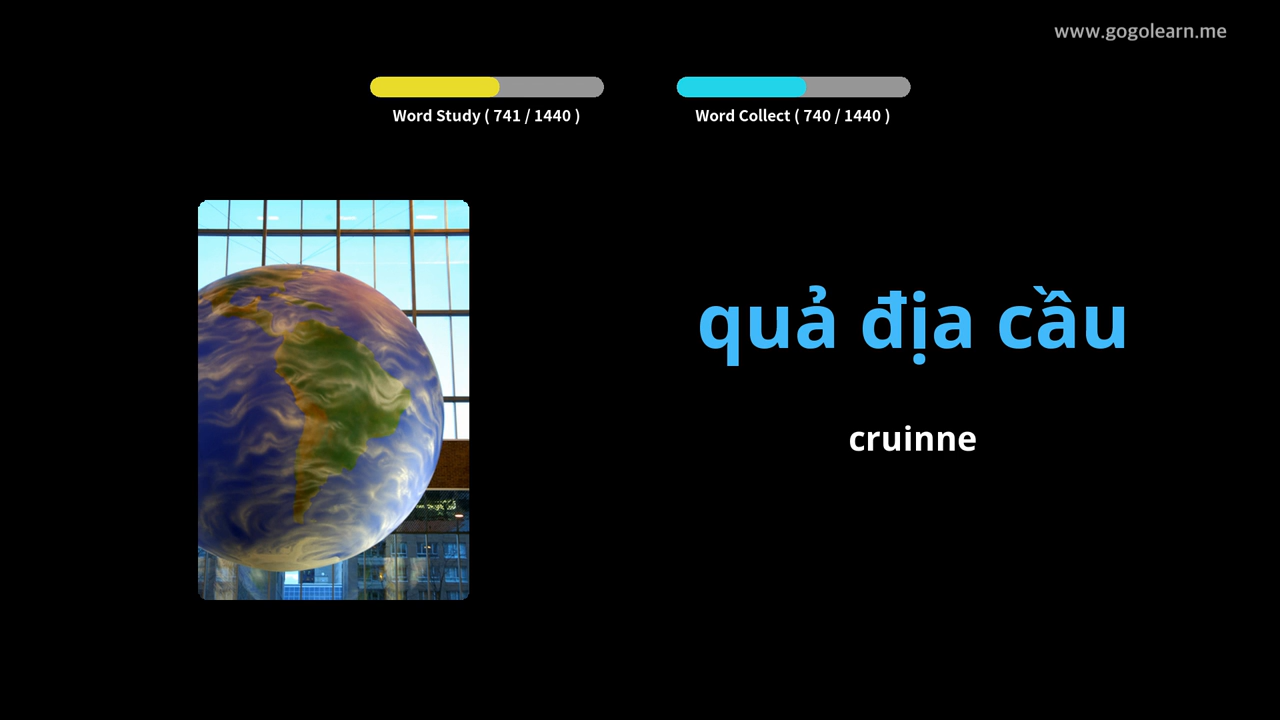 www.gogolearn.me
Word Study ( 741 / 1440 )
Word Collect ( 740 / 1440 )
quả địa cầu
cruinne